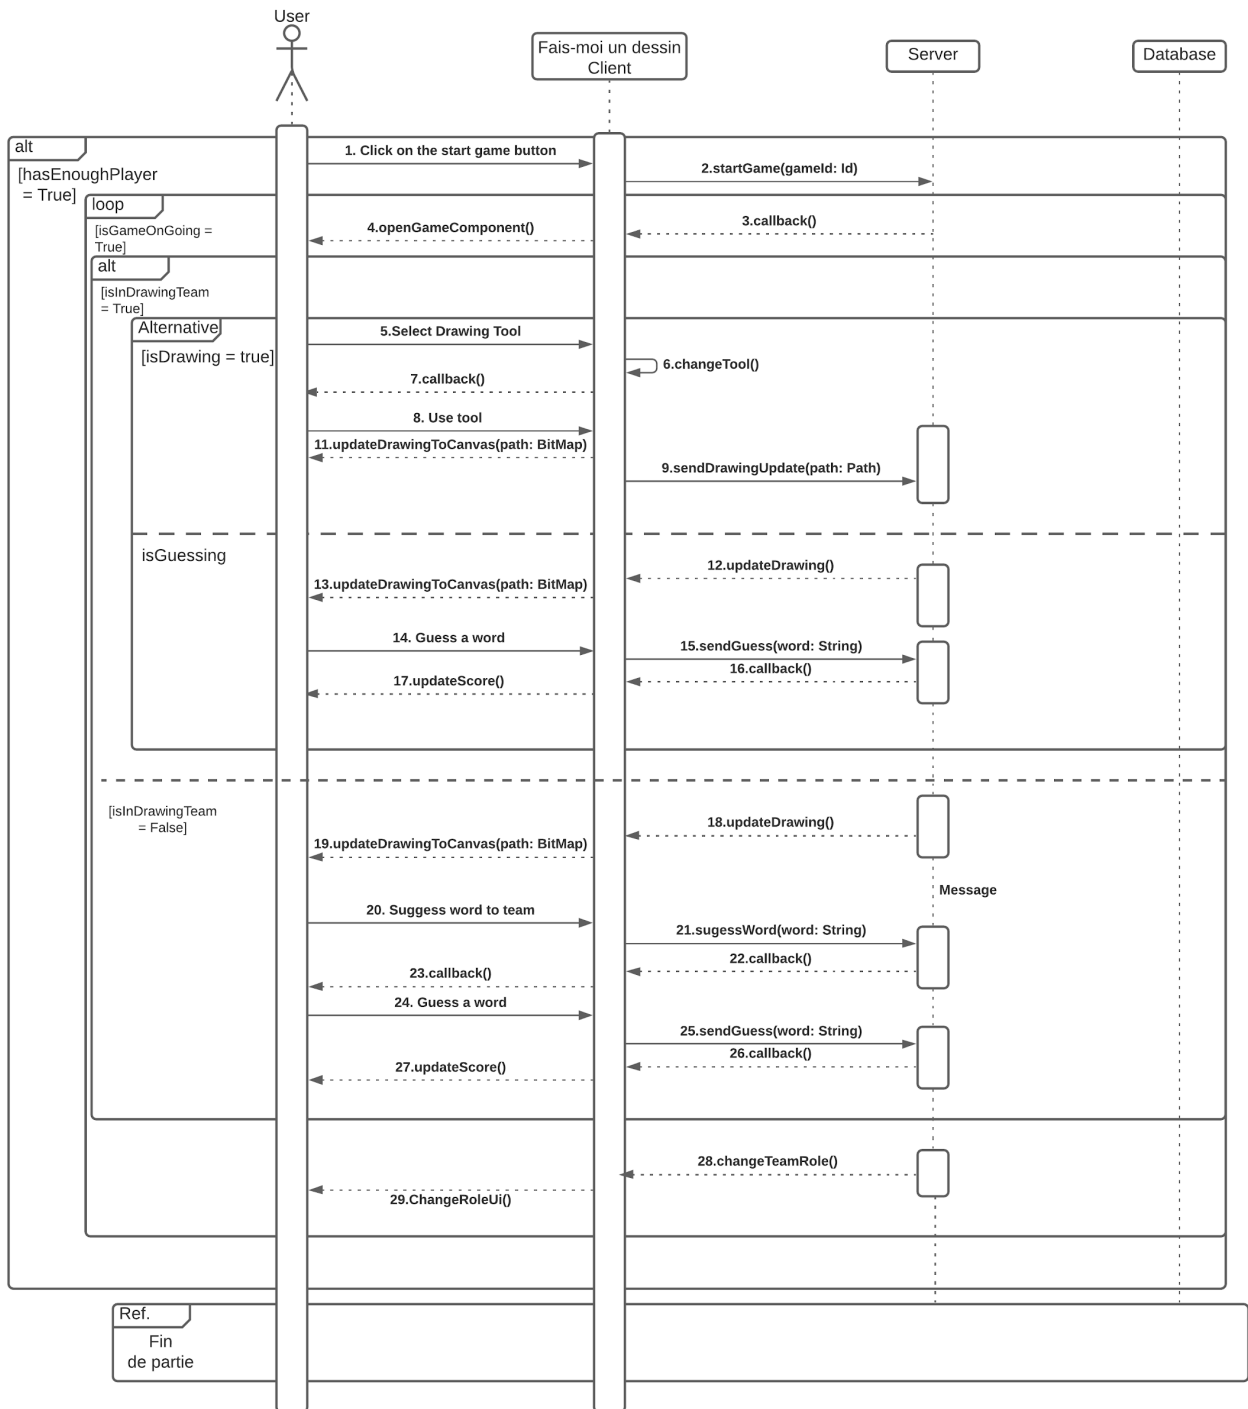 User
Fais-moi un dessin
Client
Server
Database
alt
[hasEnoughPlayer
= True]
1. Click on the start game button
2.startGame(gameId: Id)
loop
[isGameOnGoing =
True]
3.callback()
4.openGameComponent()
alt
[isInDrawingTeam
= True]
Alternative
[isDrawing = true]
5.Select Drawing Tool
6.changeTool()
7.callback()
8. Use tool
11.updateDrawingToCanvas(path: BitMap)
9.sendDrawingUpdate(path: Path)
isGuessing
12.updateDrawing()
13.updateDrawingToCanvas(path: BitMap)
14. Guess a word
15.sendGuess(word: String)
16.callback()
17.updateScore()
[isInDrawingTeam
= False]
18.updateDrawing()
19.updateDrawingToCanvas(path: BitMap)
Message
20. Suggess word to team
21.sugessWord(word: String)
22.callback()
23.callback()
24. Guess a word
25.sendGuess(word: String)
26.callback()
27.updateScore()
28.changeTeamRole()
29.ChangeRoleUi()
Ref.
Fin
de partie